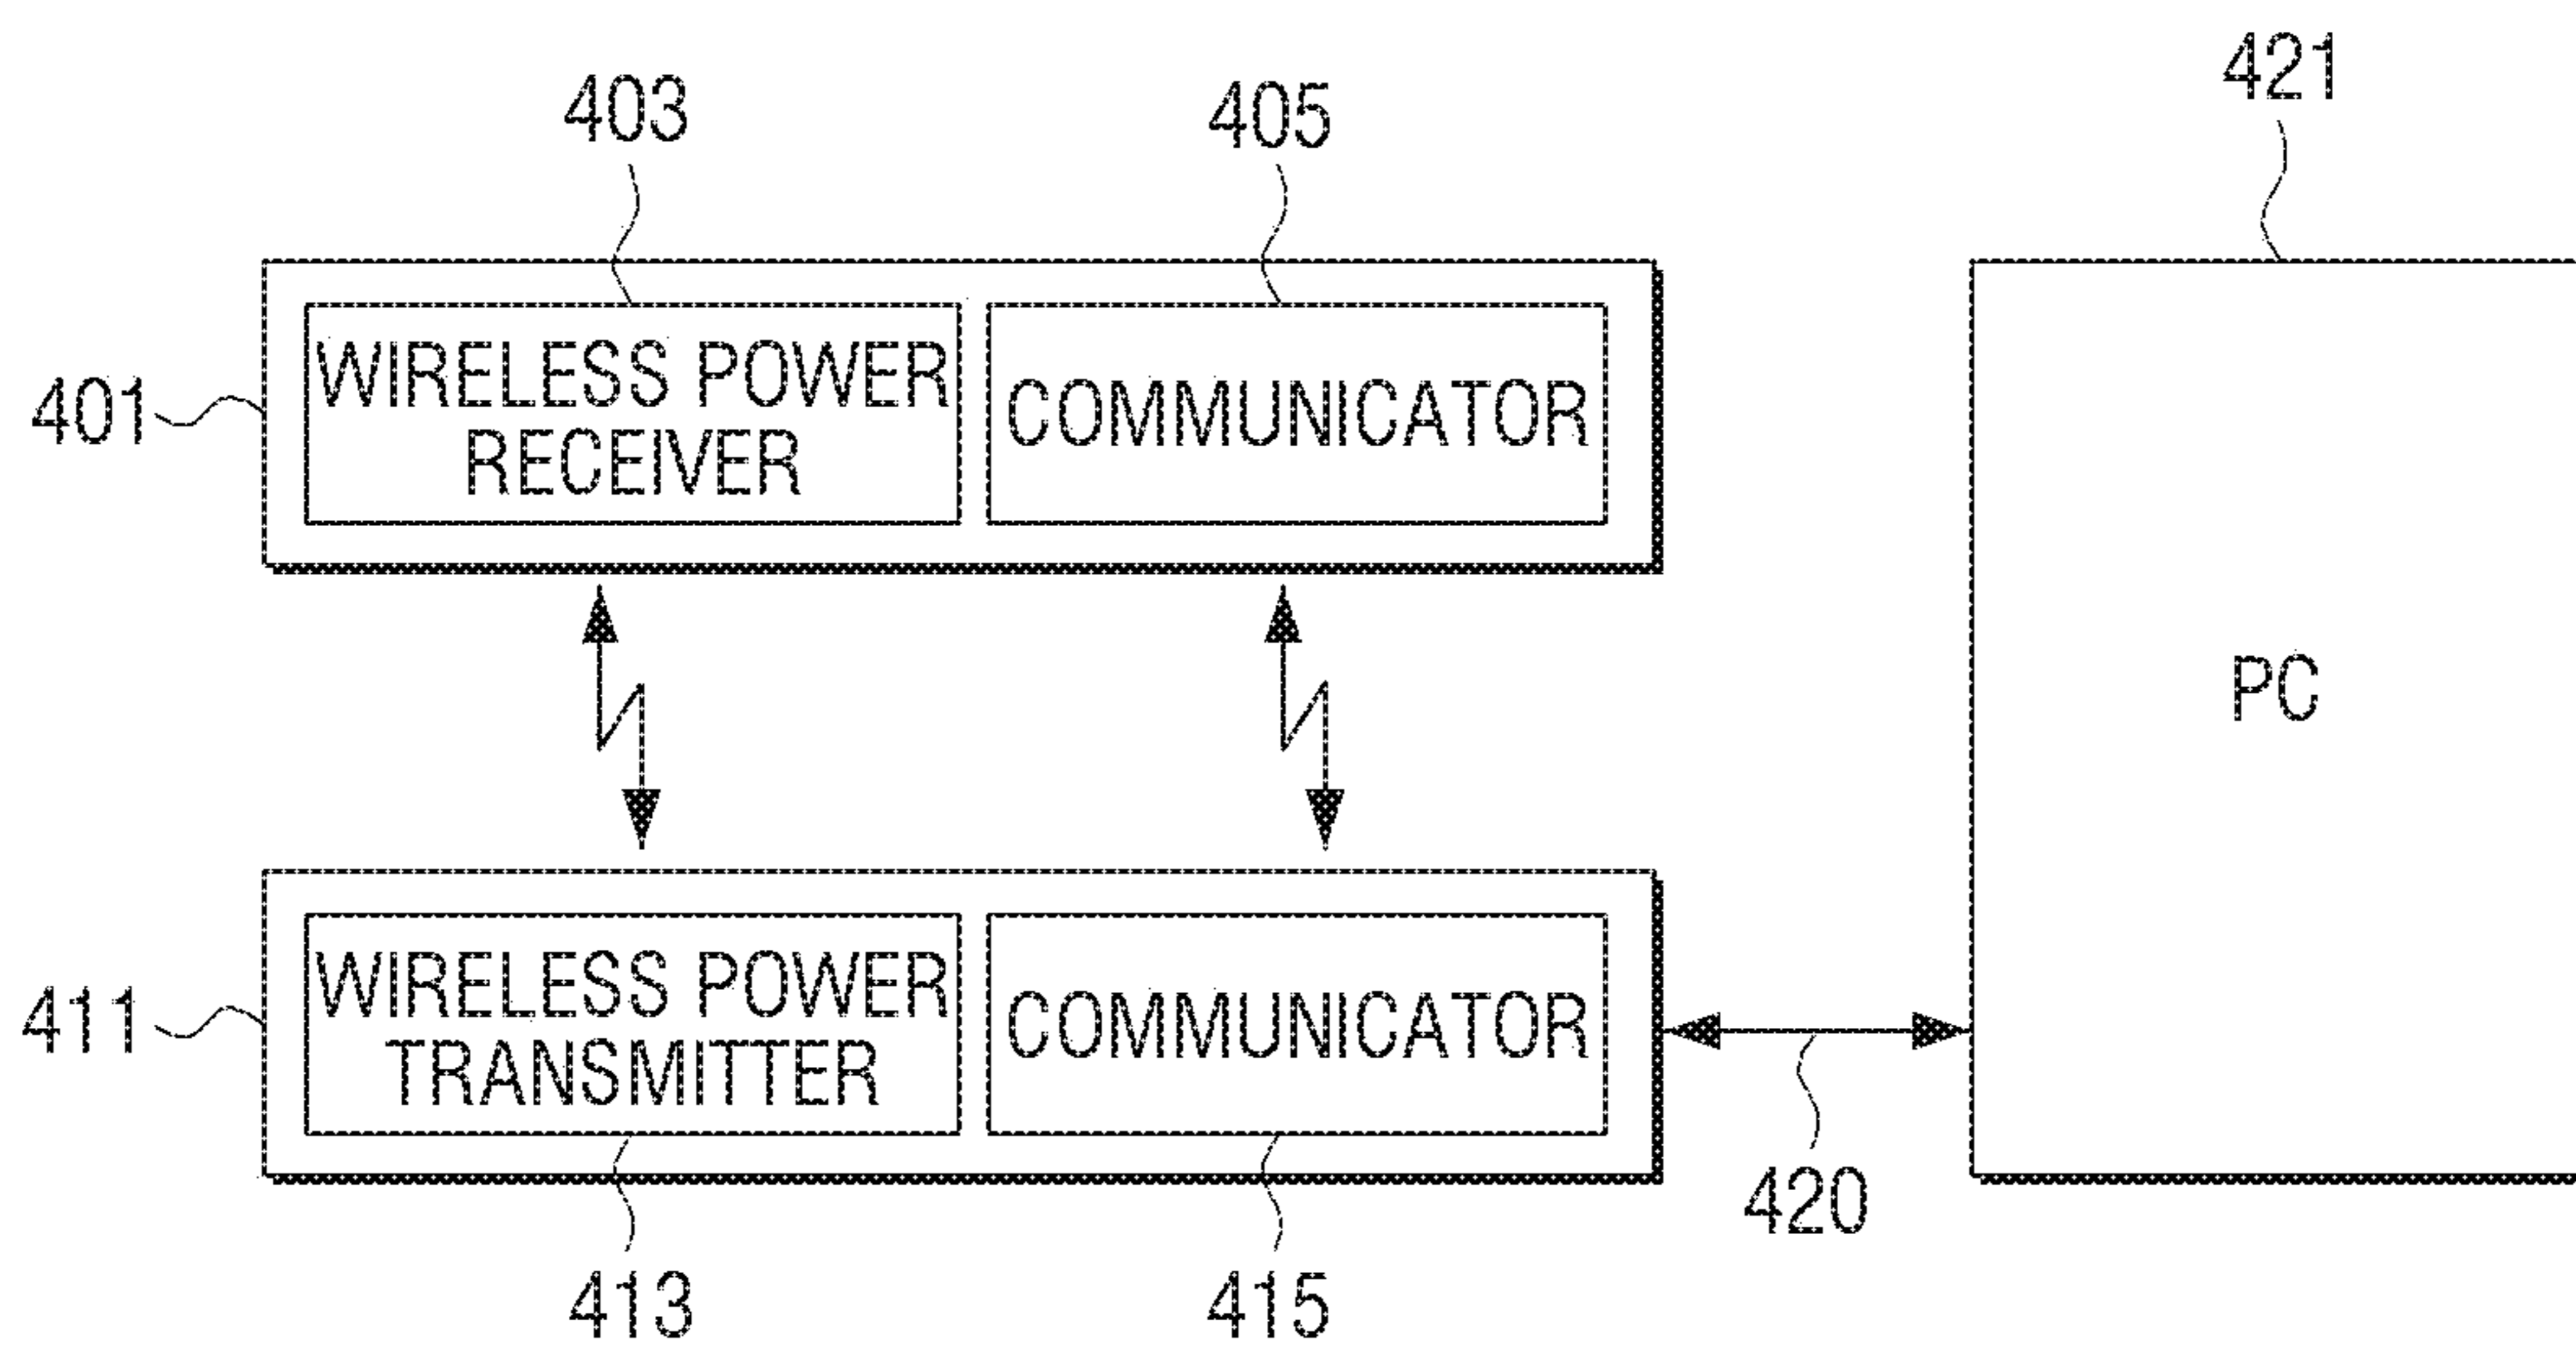 421
403
405
WIRELESS POWER
RECEIVER
COMMUNICATOR
401
PC
WIRELESS POWER
TRANSMITTER
COMMUNICATOR
411
420
413
415